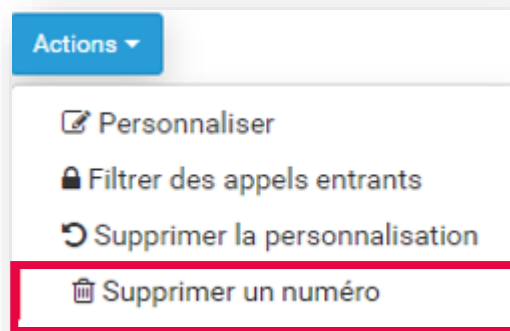 Actions
Personnaliser
Filtrer des appels entrants
Supprimer la personnalisation
Supprimer un numéro